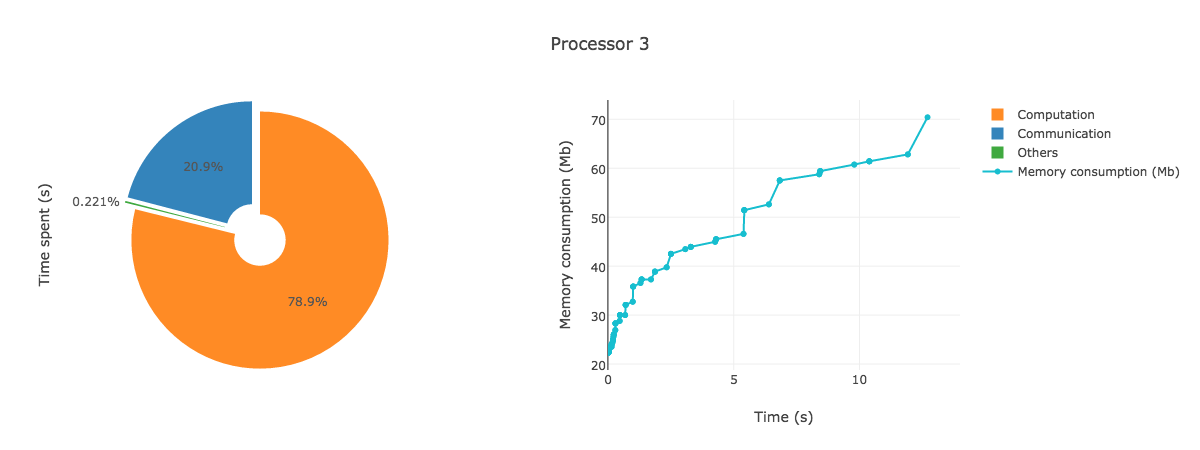 Processor 3
Time spent (s)
20.9%
0.221%
78.9%
Memory consumption (Mb)
70
60
50
40
30
20
0
5
10
Time (s)
Computation
Communication
Others
Memory consumption (Mb)